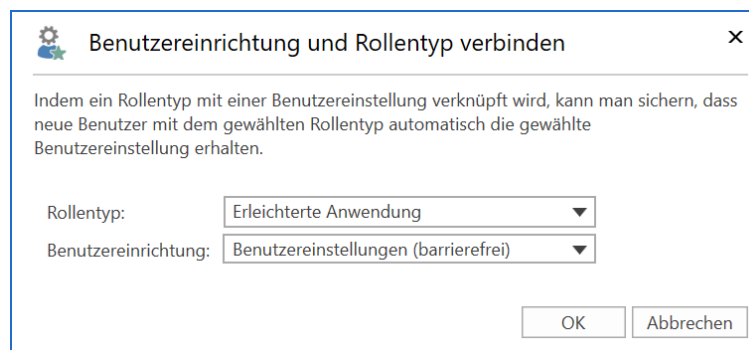 Benutzereinrichtung und Rollentyp verbinden
Indem ein Rollentyp mit einer Benutzereinstellung verknüpft wird, kann man sichern, dass
neue Benutzer mit dem gewählten Rollentyp automatisch die gewählte
Benutzereinstellung erhalten.
Rollentyp: Erleichterte Anwendung
Benutzereinrichtung: Benutzereinstellungen (barrierefrei)
OK Abbrechen